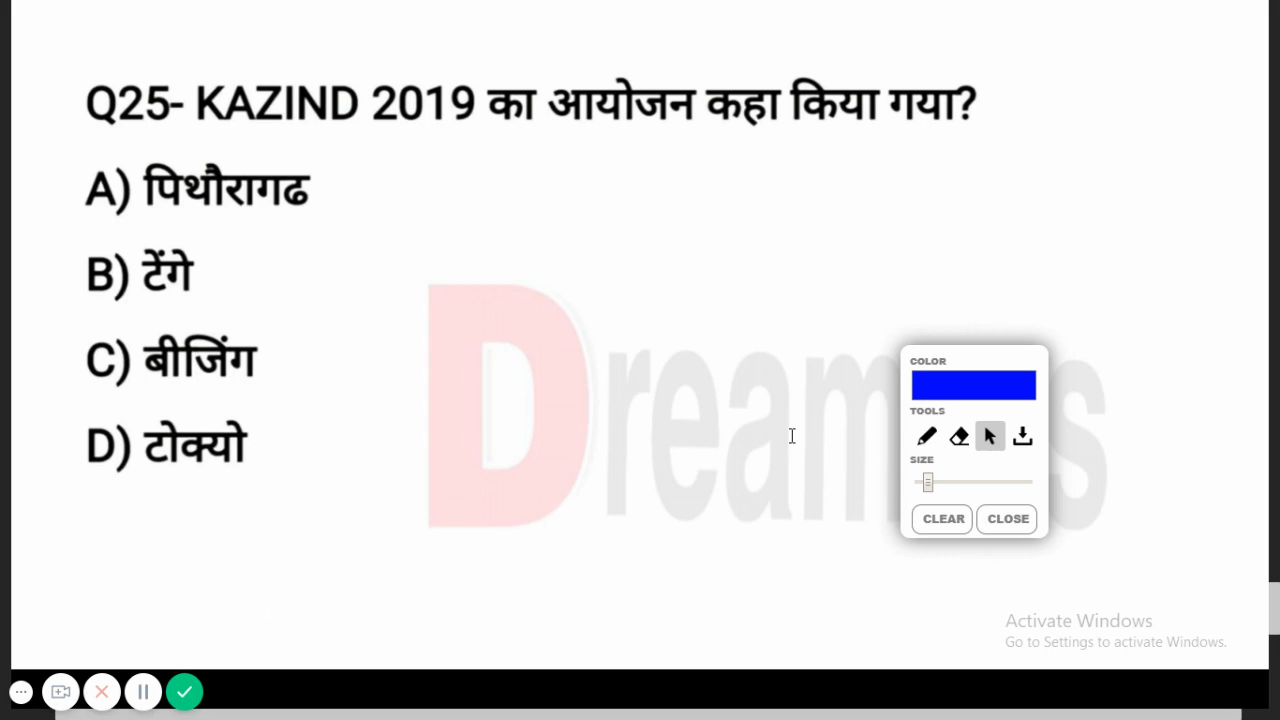 Q25- KAZIND 2019 का आयोजन कहा किया गया?
A) पिथौरागढ
B) टेंगे
C) बीजिंग
D) टोक्यो
Dream s
COLOR
TOOLS
SIZE
CLEAR CLOSE
Activate Windows
Go to Settings to activate Windows.